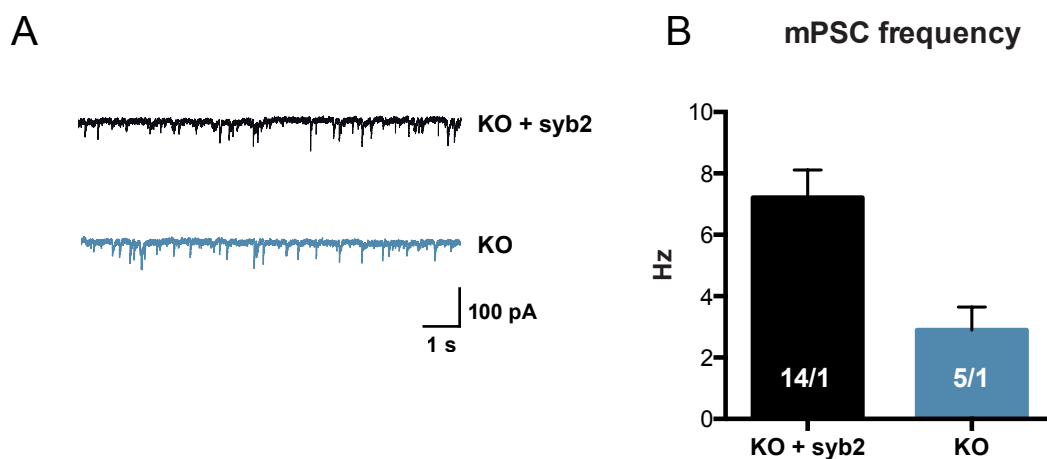 A
KO + syb2
KO
100 pA
1 s
B
mPSC frequency
10
8
6
4
2
0
Hz
14/1
5/1
KO + syb2
KO